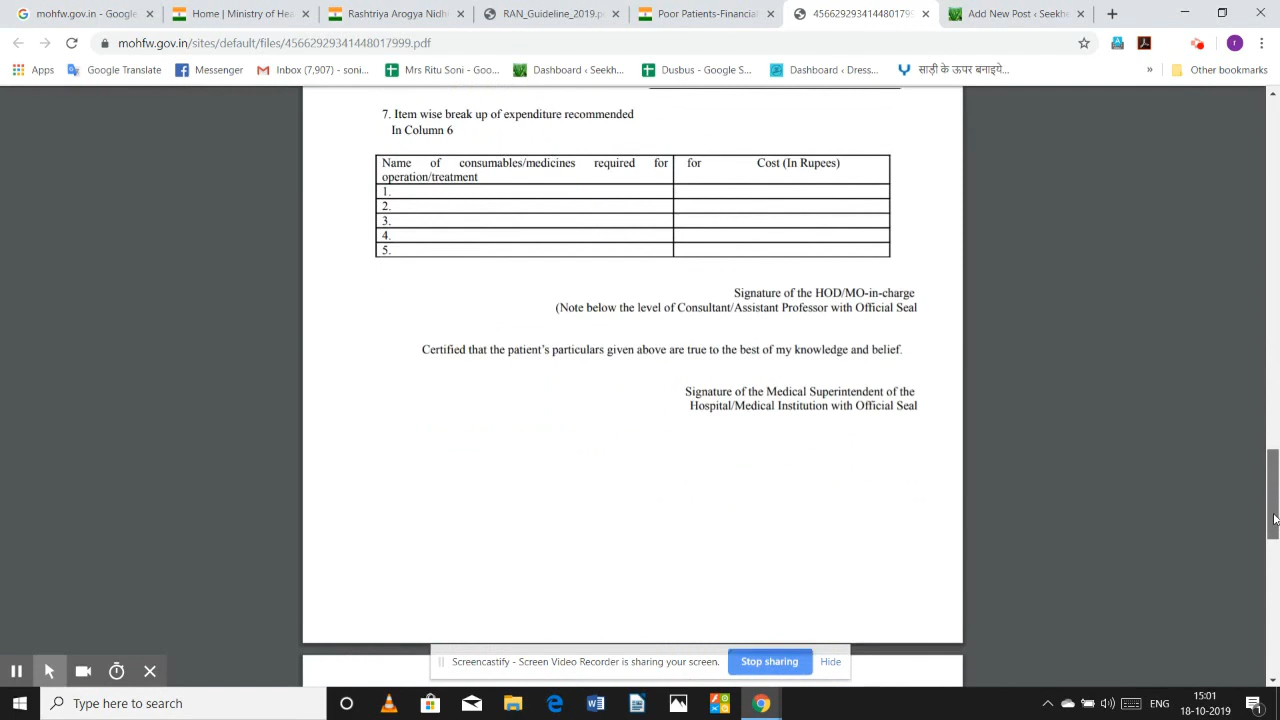 mohfw.gov.in - Google
Home | Ministry of Hea
Rashtriya Arogya Nidhi
RAN_Guideline_2019.p
Poor Patients-Financia
45662929341448017999
Add New Post ‹ Seekhe
mohfw.gov.in/sites/default/files/45662929341448017999.pdf
Apps
Google Translate
Messenger
Inbox (7,907) - soni...
Mrs Ritu Soni - Goo...
Dashboard ‹ Seekh...
Dusbus - Google S...
Dashboard ‹ Dress...
साड़ी के ऊपर बनाइये...
»
Other bookmarks
7. Item wise break up of expenditure recommended
In Column 6
Name of consumables/medicines required for
operation/treatment
for Cost (In Rupees)
1.
2.
3.
4.
5.
Signature of the HOD/MO-in-charge
(Note below the level of Consultant/Assistant Professor with Official Seal
Certified that the patient’s particulars given above are true to the best of my knowledge and belief.
Signature of the Medical Superintendent of the
Hospital/Medical Institution with Official Seal
Screencastify - Screen Video Recorder is sharing your screen.
Stop sharing
Hide
Type here to search
ENG
15:01
18-10-2019